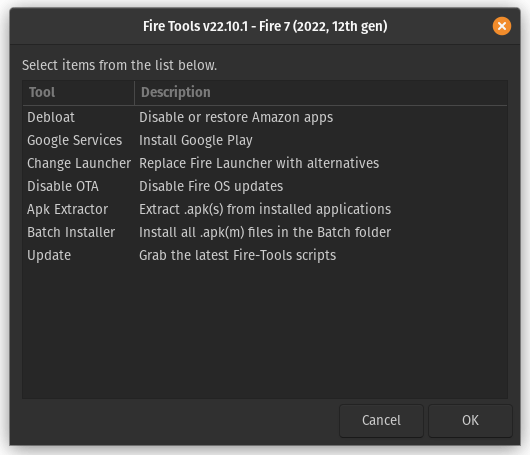 Fire Tools v22.10.1 - Fire 7 (2022, 12th gen)
Select items from the list below.
Tool Description
Debloat Disable or restore Amazon apps
Google Services Install Google Play
Change Launcher Replace Fire Launcher with alternatives
Disable OTA Disable Fire OS updates
Apk Extractor Extract .apk(s) from installed applications
Batch Installer Install all .apk(m) files in the Batch folder
Update Grab the latest Fire-Tools scripts
Cancel OK